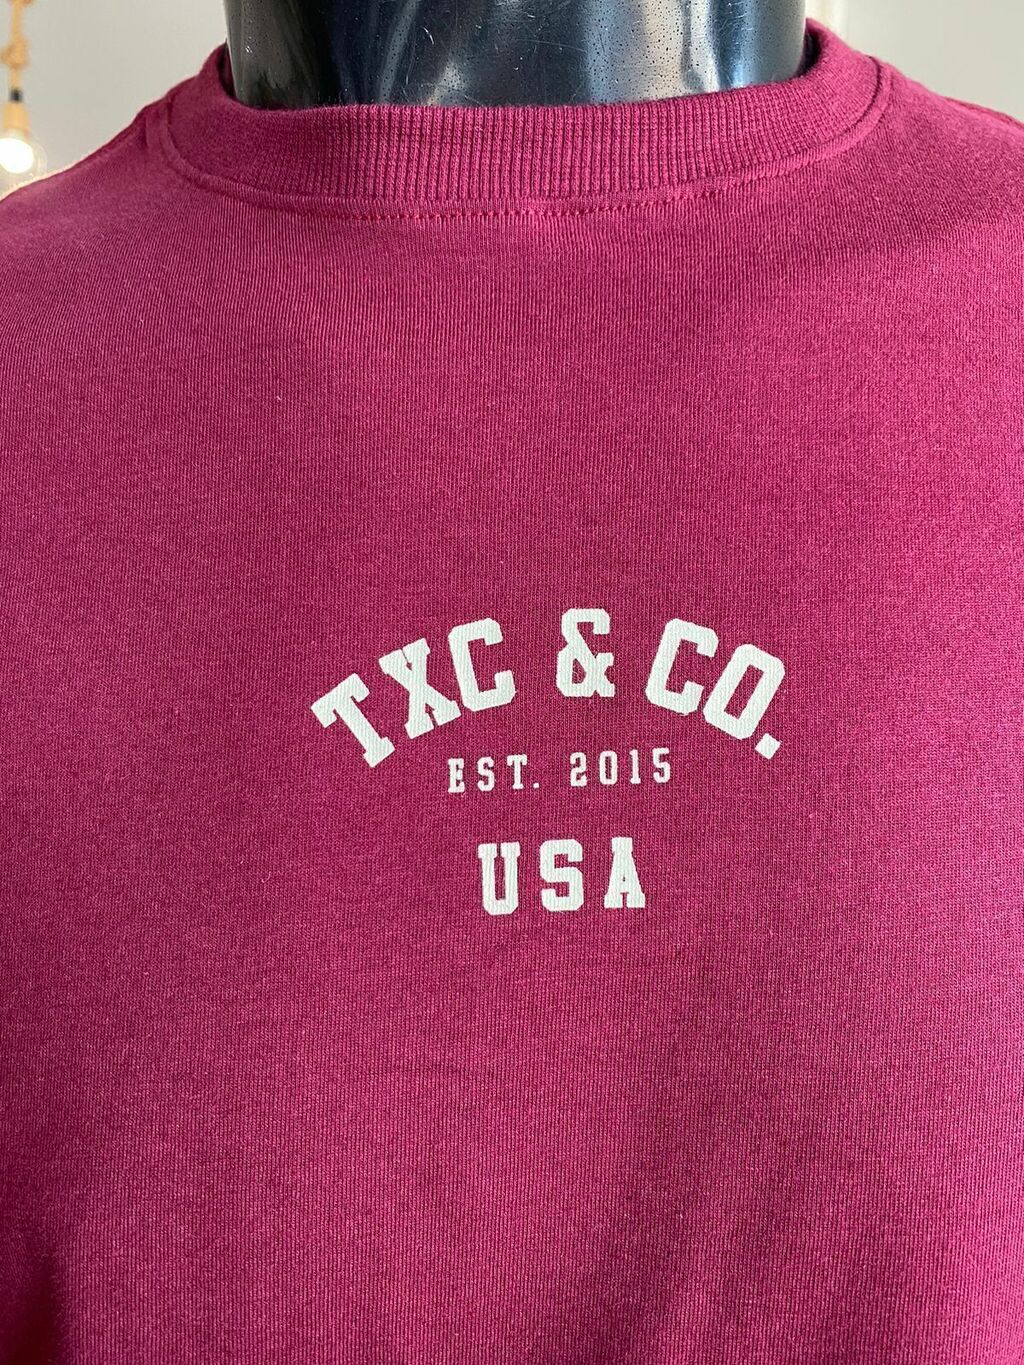 TXC & CO.
EST. 2015
USA